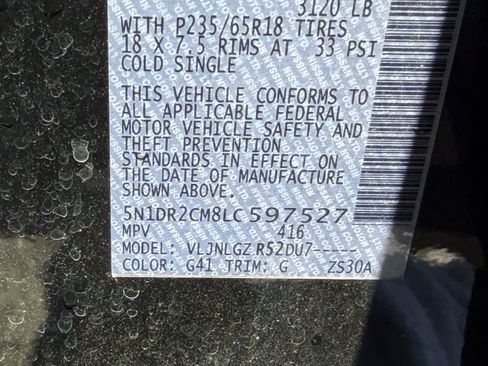 3120 LB
WITH P235/65R18 TIRES
18 X 7.5 RIMS AT 33 PSI
COLD SINGLE
THIS VEHICLE CONFORMS TO
ALL APPLICABLE FEDERAL
MOTOR VEHICLE SAFETY AND
THEFT PREVENTION
STANDARDS IN EFFECT ON
THE DATE OF MANUFACTURE
SHOWN ABOVE.
5N1DR2CM8LC597527
MPV 416
MODEL: VLJNLGZ R52DU7-----
COLOR: G41 TRIM: G ZS30A